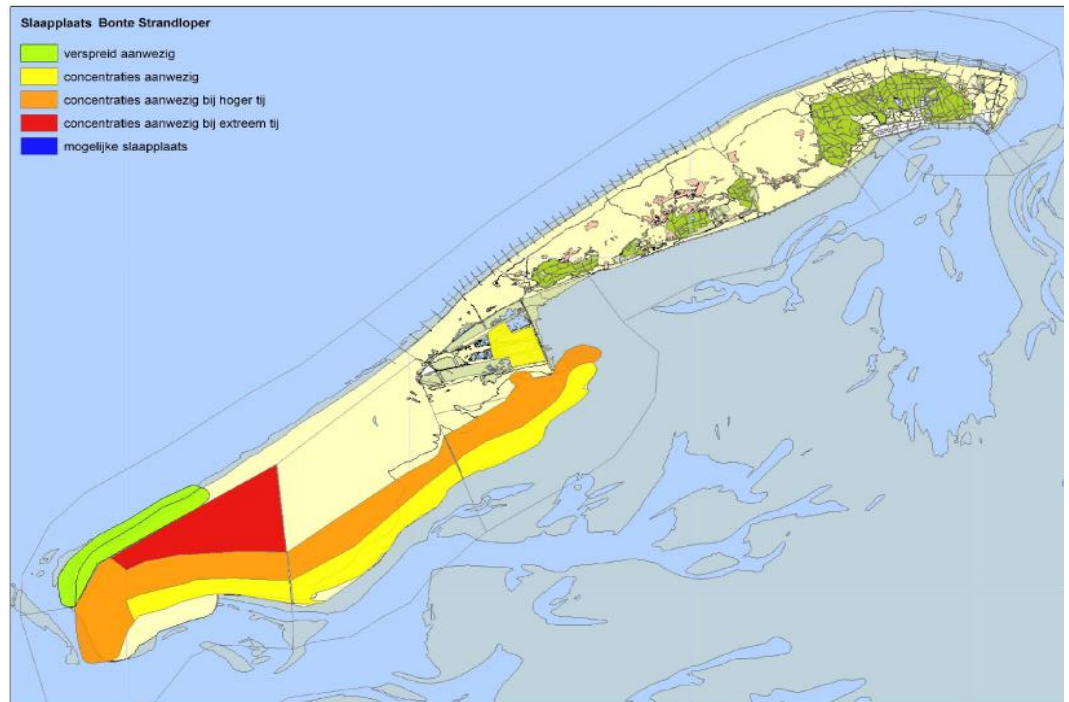 Slaapplaats Bonte Strandloper
verspreid aanwezig
concentraties aanwezig
concentraties aanwezig bij hoger tij
concentraties aanwezig bij extreem tij
mogelijke slaapplaats